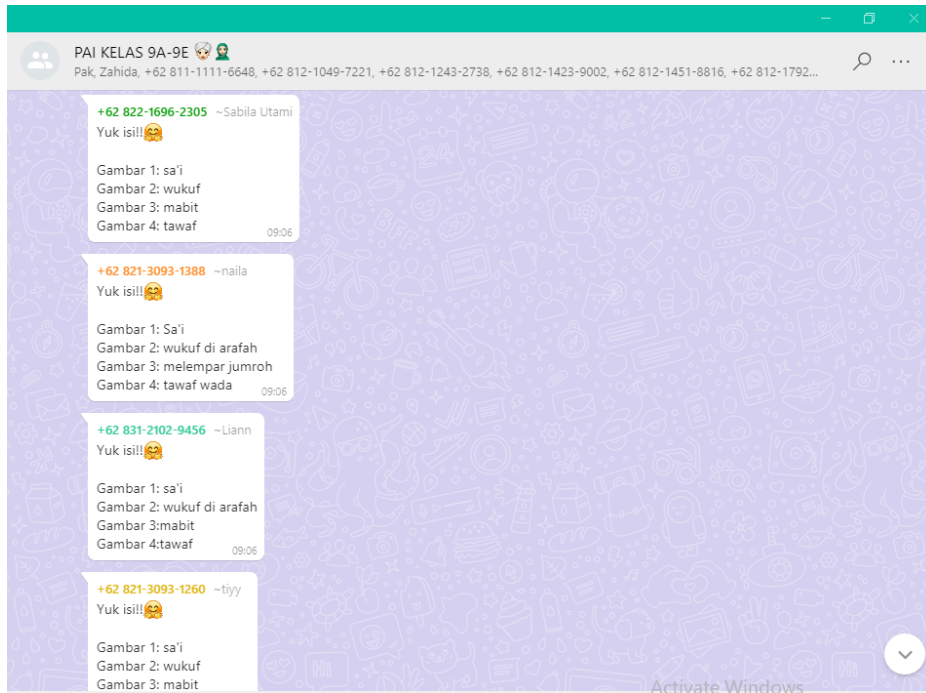 PAI KELAS 9A-9E 👳🏻🧕
Pak, Zahida, +62 811-1111-6648, +62 812-1049-7221, +62 812-1243-2738, +62 812-1423-9002, +62 812-1451-8816, +62 812-1792...
+62 822-1696-2305 ~Sabila Utami
Yuk isi!!🤗
Gambar 1: sa'i
Gambar 2: wukuf
Gambar 3: mabit
Gambar 4: tawaf
09:06
+62 821-3093-1388 ~naila
Yuk isi!!🤗
Gambar 1: Sa'i
Gambar 2: wukuf di arafah
Gambar 3: melempar jumroh
Gambar 4: tawaf wada
09:06
+62 831-2102-9456 ~Liann
Yuk isi!!🤗
Gambar 1: sa'i
Gambar 2: wukuf di arafah
Gambar 3:mabit
Gambar 4:tawaf
09:06
+62 821-3093-1260 ~tiyy
Yuk isi!!🤗
Gambar 1: sa'i
Gambar 2: wukuf
Gambar 3: mabit
Activate Windows